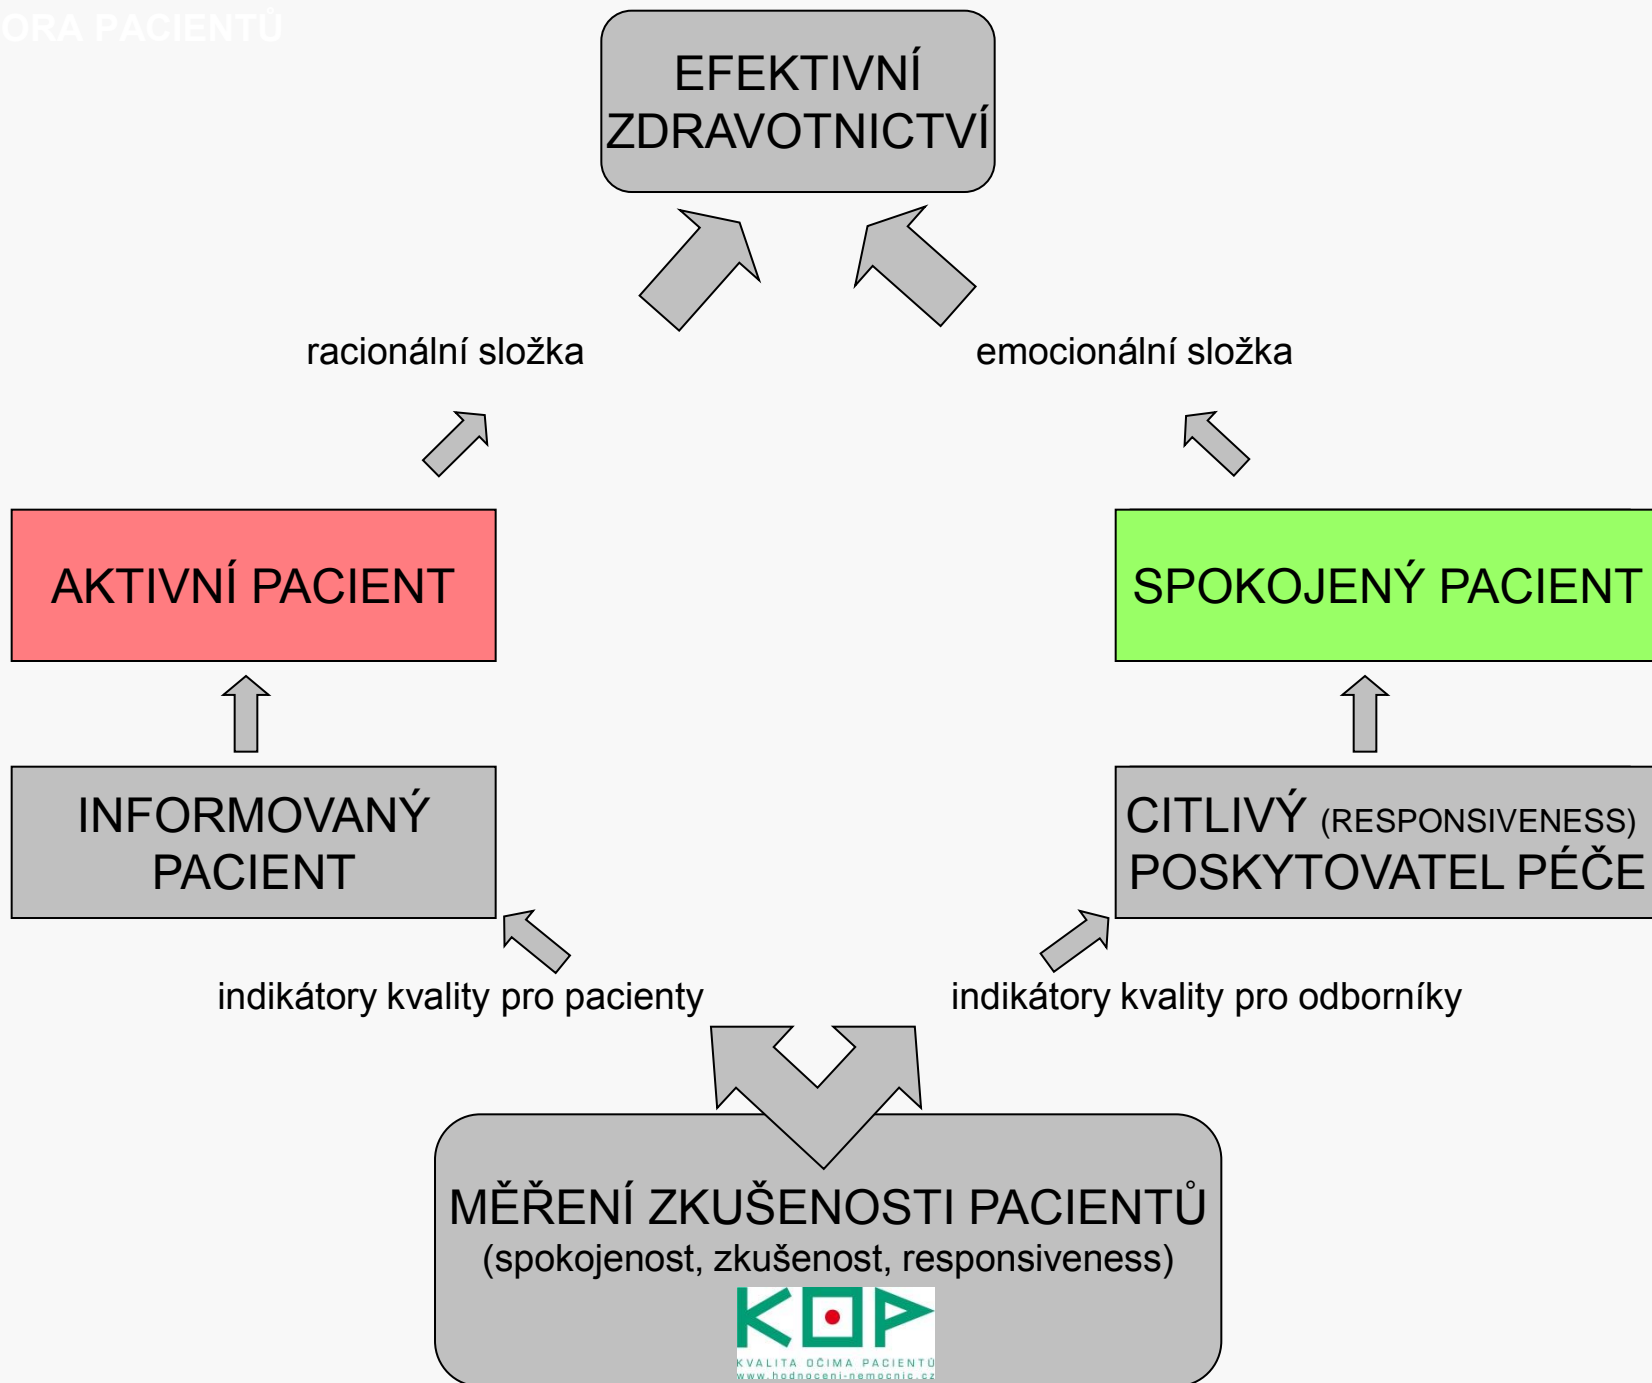 ORA PACIENTŮ
EFEKTIVNÍ
ZDRAVOTNICTVÍ
racionální složka
emocionální složka
AKTIVNÍ PACIENT
SPOKOJENÝ PACIENT
INFORMOVANÝ
PACIENT
CITLIVÝ (RESPONSIVENESS)
POSKYTOVATEL PÉČE
indikátory kvality pro pacienty
indikátory kvality pro odborníky
MĚŘENÍ ZKUŠENOSTI PACIENTŮ
(spokojenost, zkušenost, responsiveness)
KOP
KVALITA OČIMA PACIENTŮ
www.hodnoceni-nemocnic.cz